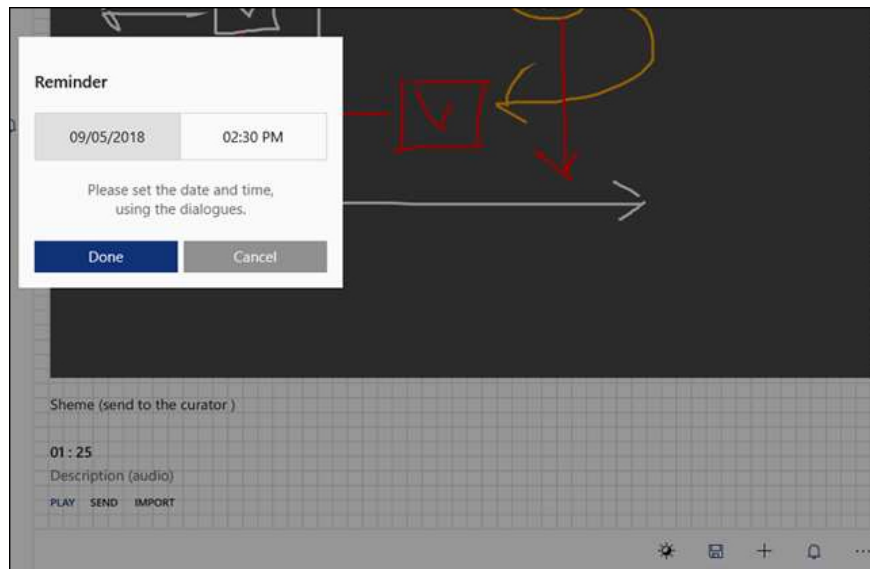 Reminder
09/05/2018 02:30 PM
Please set the date and time,
using the dialogues.
Done Cancel
Sheme (send to the curator )
01 : 25
Description (audio)
PLAY SEND IMPORT